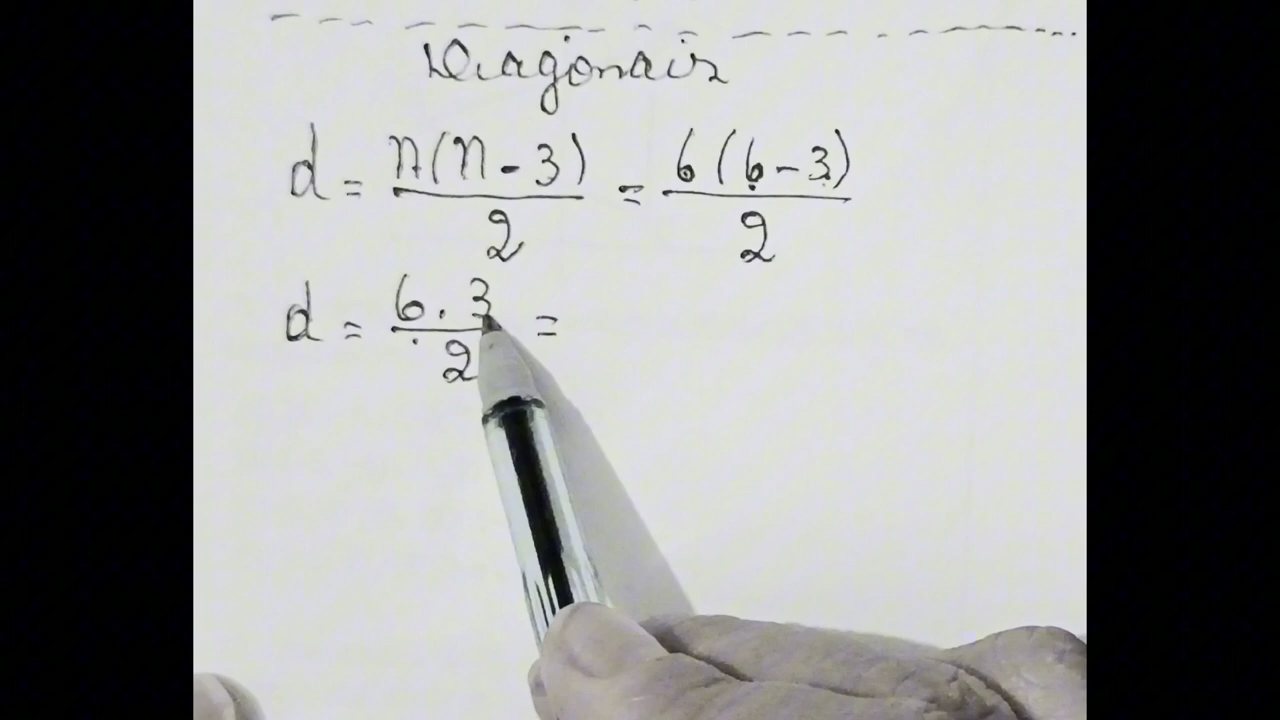 Diagonais
d = n(n - 3) / 2 = 6(6 - 3) / 2
d = 6 . 3 / 2 =